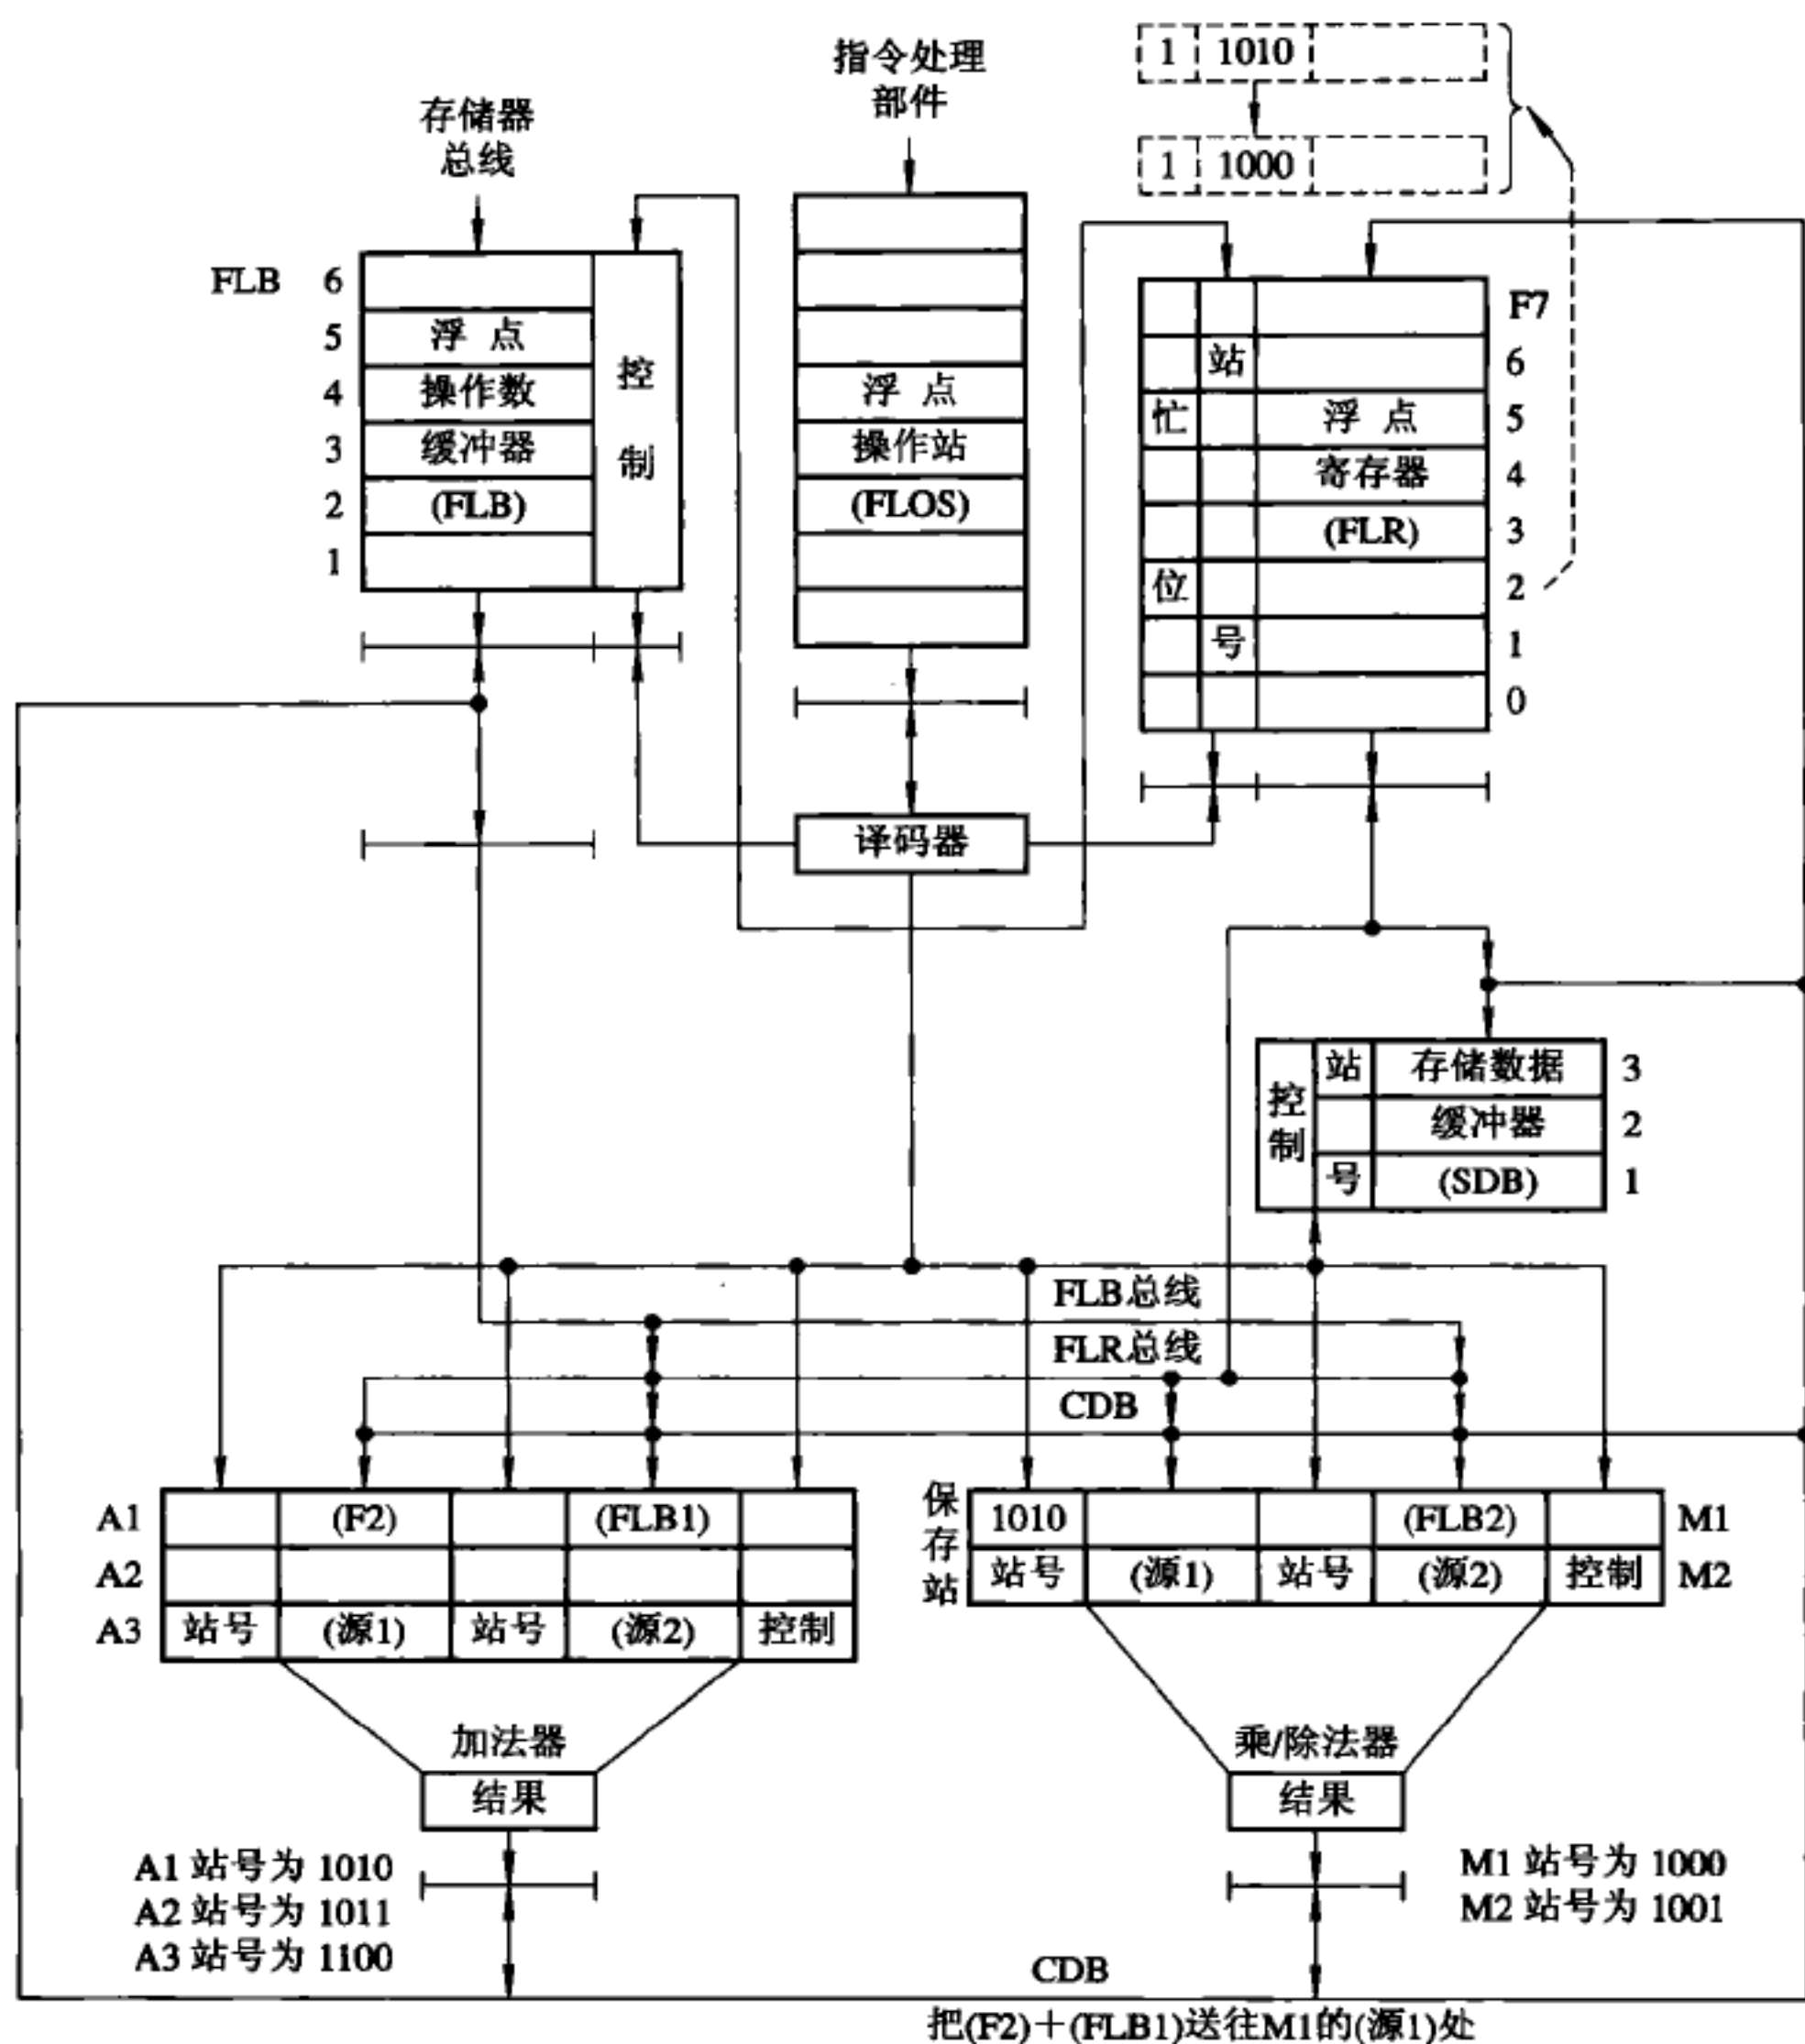 存储器
总线
指令处理
部件
1 1010
1 1000
FLB 6
5
4
3
2
1
浮 点
操作数
缓冲器
(FLB)
控
制
浮 点
操作站
(FLOS)
忙
位
站
号
浮 点
寄存器
(FLR)
F7
6
5
4
3
2
1
0
译码器
控
制
站
号
存储数据
缓冲器
(SDB)
3
2
1
FLB总线
FLR总线
CDB
A1 (F2) (FLB1)
A2
A3 站号 (源1) 站号 (源2) 控制
保
存
站
1010 (FLB2) M1
站号 (源1) 站号 (源2) 控制 M2
加法器
结果
乘/除法器
结果
A1 站号为 1010
A2 站号为 1011
A3 站号为 1100
M1 站号为 1000
M2 站号为 1001
CDB
把(F2)+(FLB1)送往M1的(源1)处